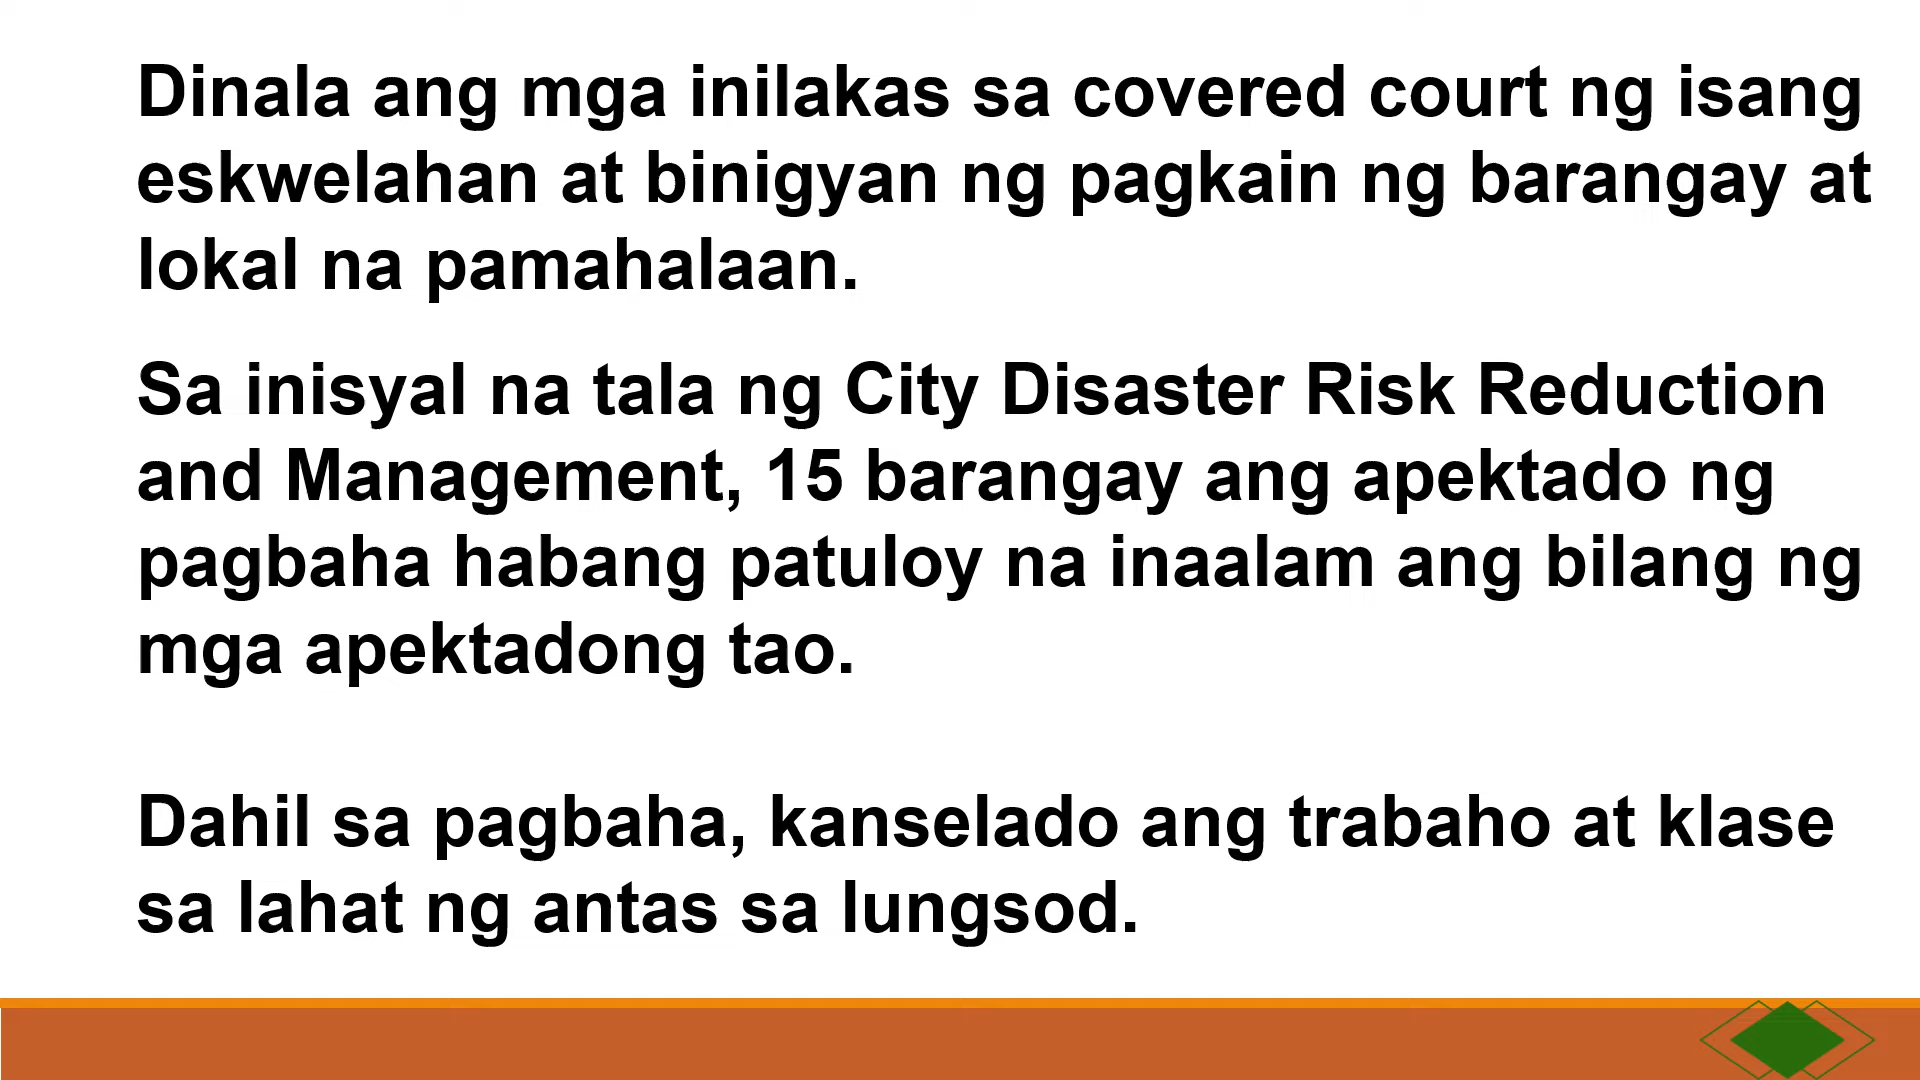 Dinala ang mga inilakas sa covered court ng isang
eskwelahan at binigyan ng pagkain ng barangay at
lokal na pamahalaan.
Sa inisyal na tala ng City Disaster Risk Reduction
and Management, 15 barangay ang apektado ng
pagbaha habang patuloy na inaalam ang bilang ng
mga apektadong tao.
Dahil sa pagbaha, kanselado ang trabaho at klase
sa lahat ng antas sa lungsod.